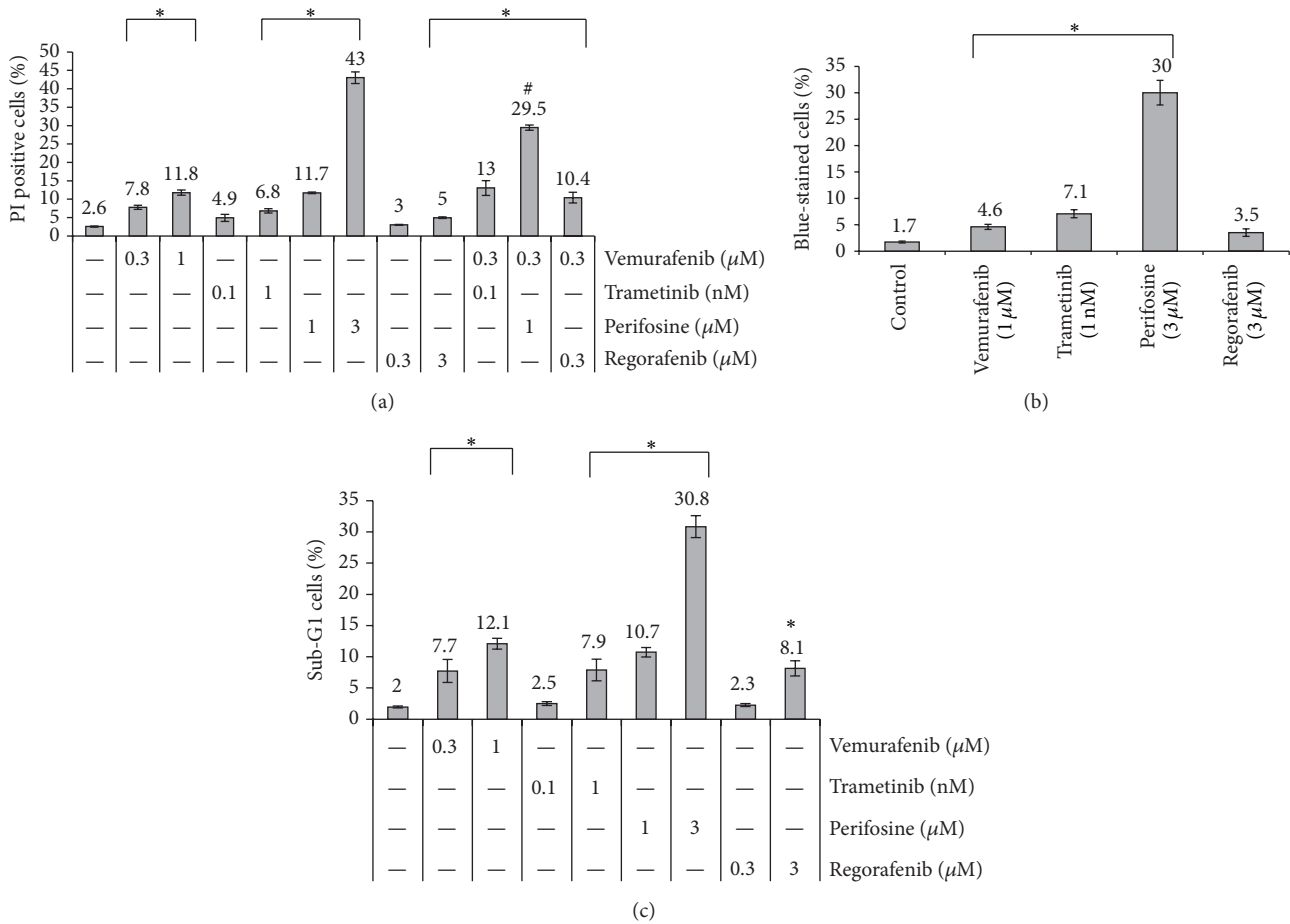 * * *
PI positive cells (%)
50
45
40
35
30
25
20
15
10
5
0
2.6 7.8 11.8 4.9 6.8 11.7 43 3 5 13 # 29.5 10.4
— 0.3 1 — — — — — — 0.3 0.3 0.3 Vemurafenib (μM)
— — — 0.1 1 — — — — 0.1 — — Trametinib (nM)
— — — — — 1 3 — — — 1 — Perifosine (μM)
— — — — — — — 0.3 3 — — 0.3 Regorafenib (μM)
(a)
*
Blue-stained cells (%)
35
30
25
20
15
10
5
0
1.7 4.6 7.1 30 3.5
Control
Vemurafenib
(1 μM)
Trametinib
(1 nM)
Perifosine
(3 μM)
Regorafenib
(3 μM)
(b)
* *
Sub-G1 cells (%)
35
30
25
20
15
10
5
0
2 7.7 12.1 2.5 7.9 10.7 30.8 2.3 * 8.1
— 0.3 1 — — — — — — Vemurafenib (μM)
— — — 0.1 1 — — — — Trametinib (nM)
— — — — — 1 3 — — Perifosine (μM)
— — — — — — — 0.3 3 Regorafenib (μM)
(c)